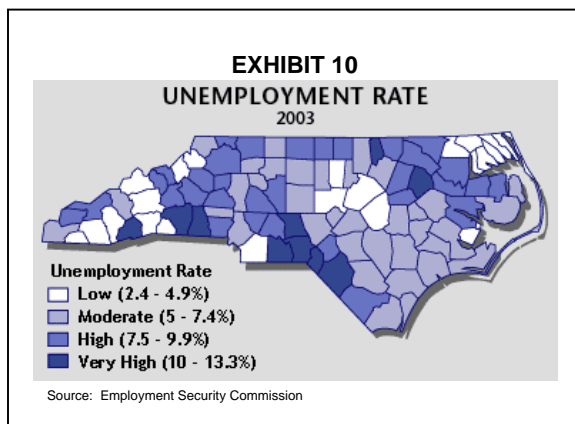 EXHIBIT 10
UNEMPLOYMENT RATE
2003
Unemployment Rate
Low (2.4 - 4.9%)
Moderate (5 - 7.4%)
High (7.5 - 9.9%)
Very High (10 - 13.3%)
Source: Employment Security Commission